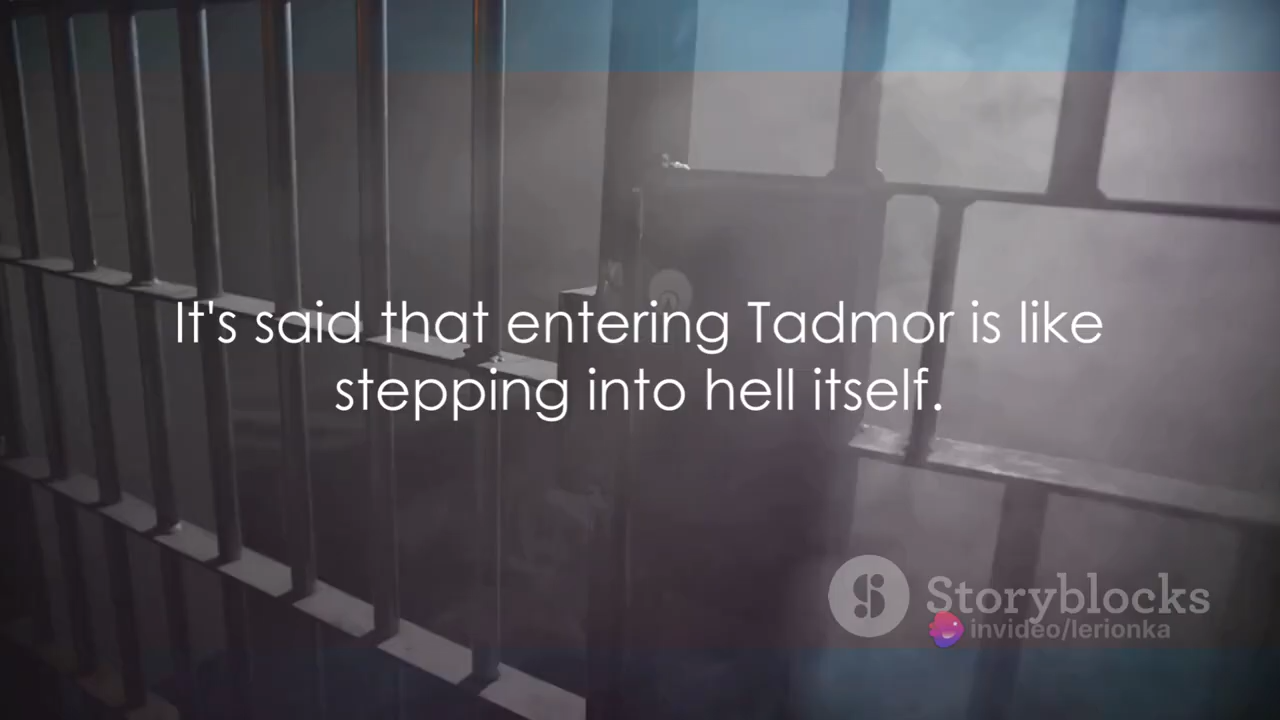 It's said that entering Tadmor is like
stepping into hell itself.
Storyblocks
invideo/lerionka